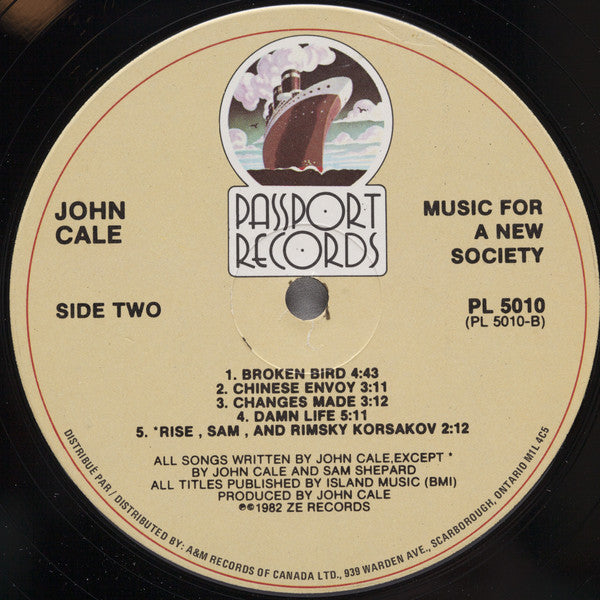 PASSPORT
RECORDS
JOHN
CALE
SIDE TWO
MUSIC FOR
A NEW
SOCIETY
PL 5010
(PL 5010-B)
1. BROKEN BIRD 4:43
2. CHINESE ENVOY 3:11
3. CHANGES MADE 3:12
4. DAMN LIFE 5:11
5. *RISE , SAM , AND RIMSKY KORSAKOV 2:12
ALL SONGS WRITTEN BY JOHN CALE,EXCEPT *
BY JOHN CALE AND SAM SHEPARD
ALL TITLES PUBLISHED BY ISLAND MUSIC (BMI)
PRODUCED BY JOHN CALE
℗©1982 ZE RECORDS
DISTRIBUÉ PAR / DISTRIBUTED BY: A&M RECORDS OF CANADA LTD., 939 WARDEN AVE., SCARBOROUGH, ONTARIO M1L 4C5